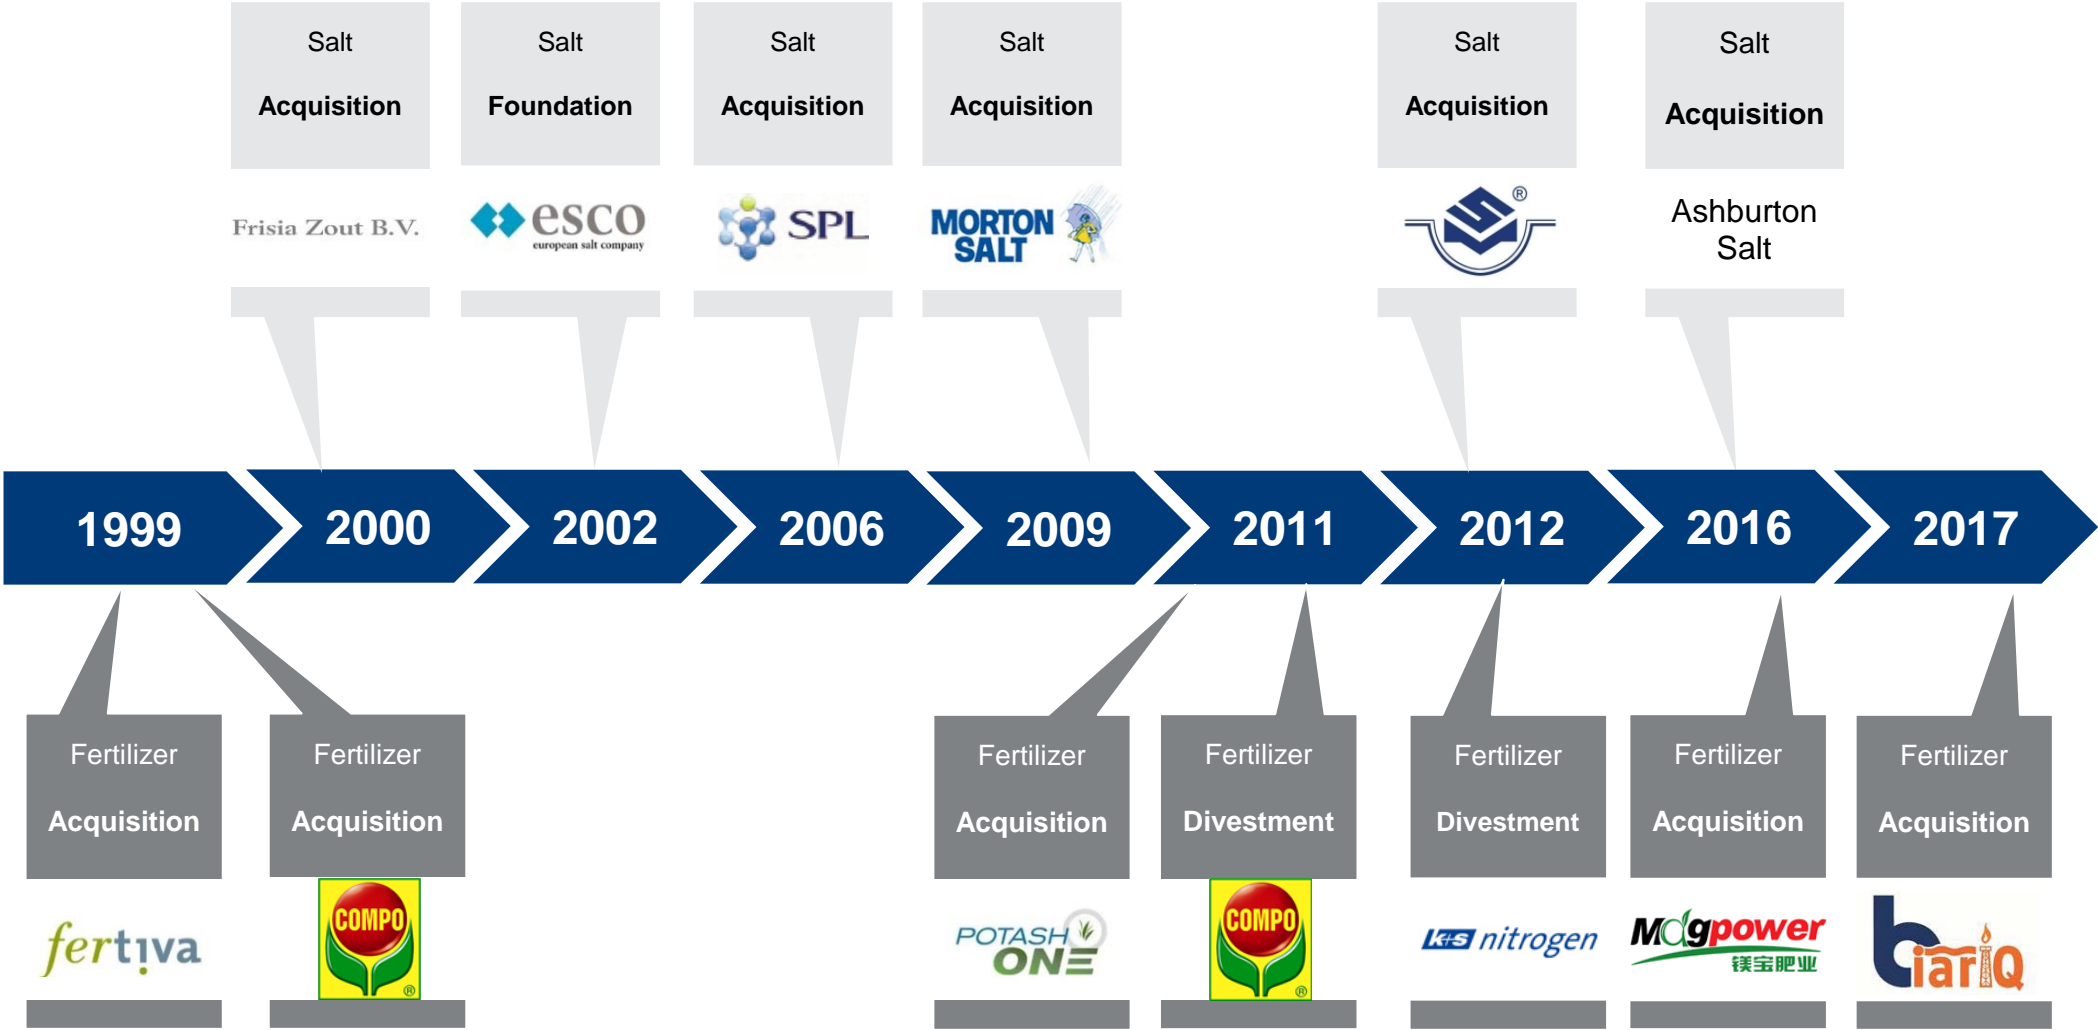 Salt
Acquisition
Frisia Zout B.V.
Salt
Foundation
esco
european salt company
Salt
Acquisition
SPL
Salt
Acquisition
MORTON
SALT
Salt
Acquisition
®
Salt
Acquisition
Ashburton
Salt
1999
2000
2002
2006
2009
2011
2012
2016
2017
Fertilizer
Acquisition
fertiva
Fertilizer
Acquisition
COMPO
®
Fertilizer
Acquisition
POTASH
ONE
Fertilizer
Divestment
COMPO
®
Fertilizer
Divestment
k+s nitrogen
Fertilizer
Acquisition
Magpower
镁宝肥业
Fertilizer
Acquisition
biariQ